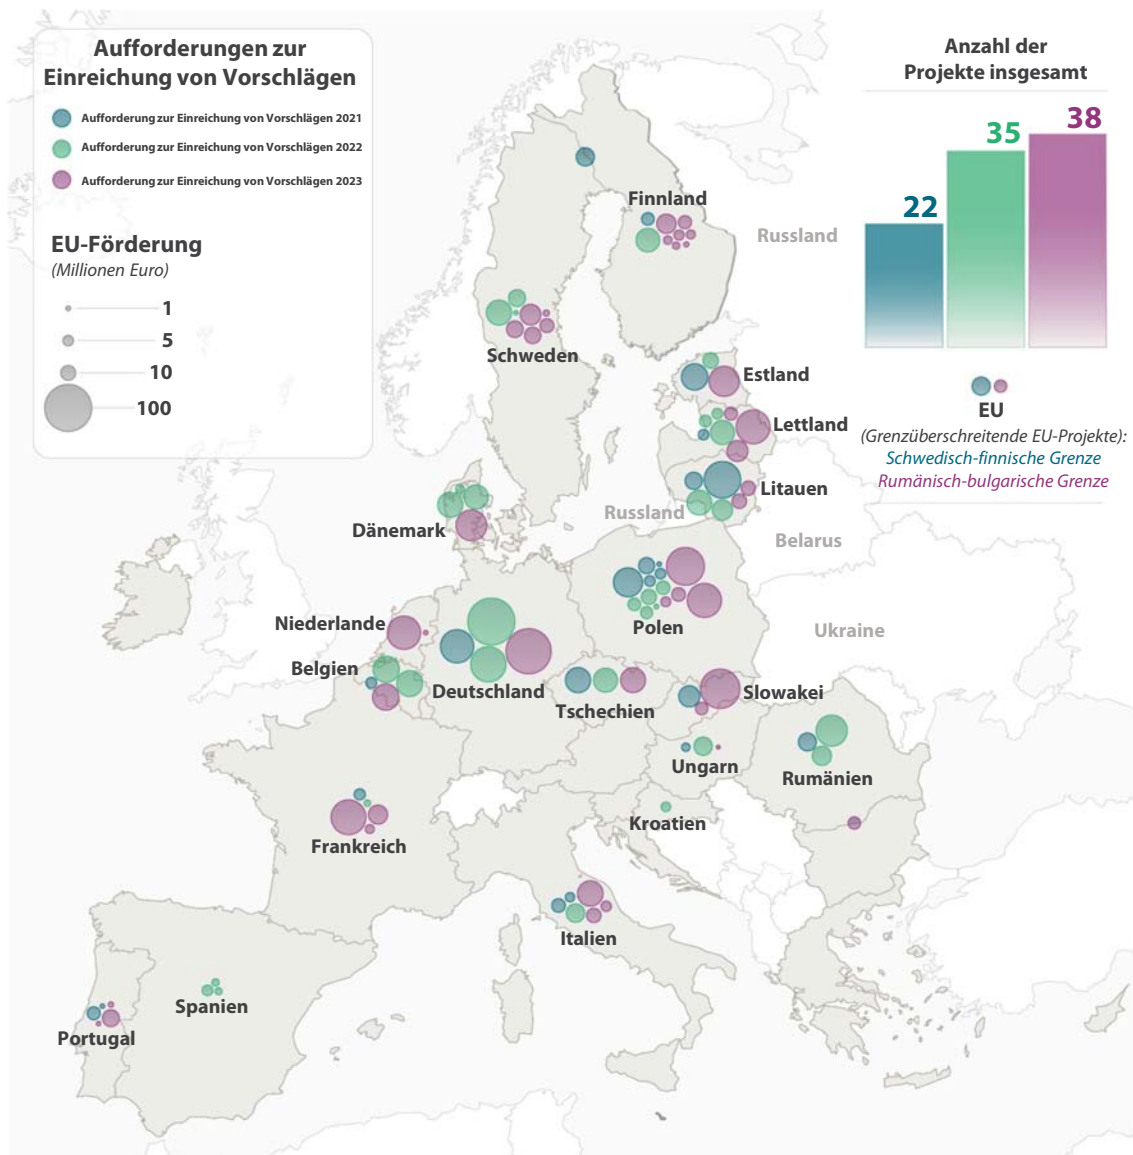 Aufforderungen zur
Einreichung von Vorschlägen
Aufforderung zur Einreichung von Vorschlägen 2021
Aufforderung zur Einreichung von Vorschlägen 2022
Aufforderung zur Einreichung von Vorschlägen 2023
EU-Förderung
(Millionen Euro)
1
5
10
100
Anzahl der
Projekte insgesamt
22
35
38
EU
(Grenzüberschreitende EU-Projekte):
Schwedisch-finnische Grenze
Rumänisch-bulgarische Grenze
Finnland
Russland
Schweden
Estland
Lettland
Litauen
Russland
Dänemark
Belarus
Niederlande
Polen
Ukraine
Belgien
Deutschland
Slowakei
Tschechien
Ungarn
Rumänien
Kroatien
Frankreich
Italien
Spanien
Portugal